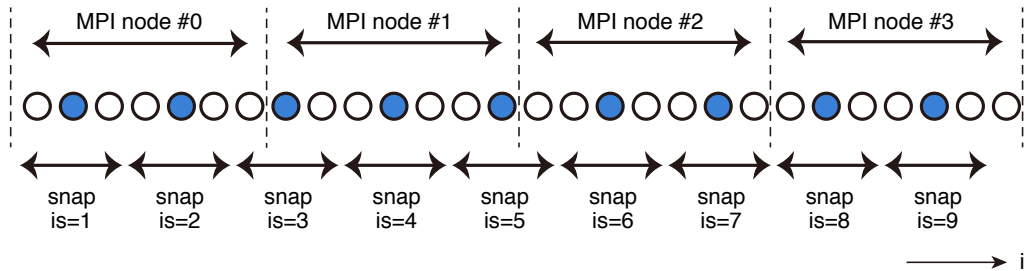 MPI node #0 MPI node #1 MPI node #2 MPI node #3
snap snap snap snap snap snap snap snap snap
is=1 is=2 is=3 is=4 is=5 is=6 is=7 is=8 is=9
i